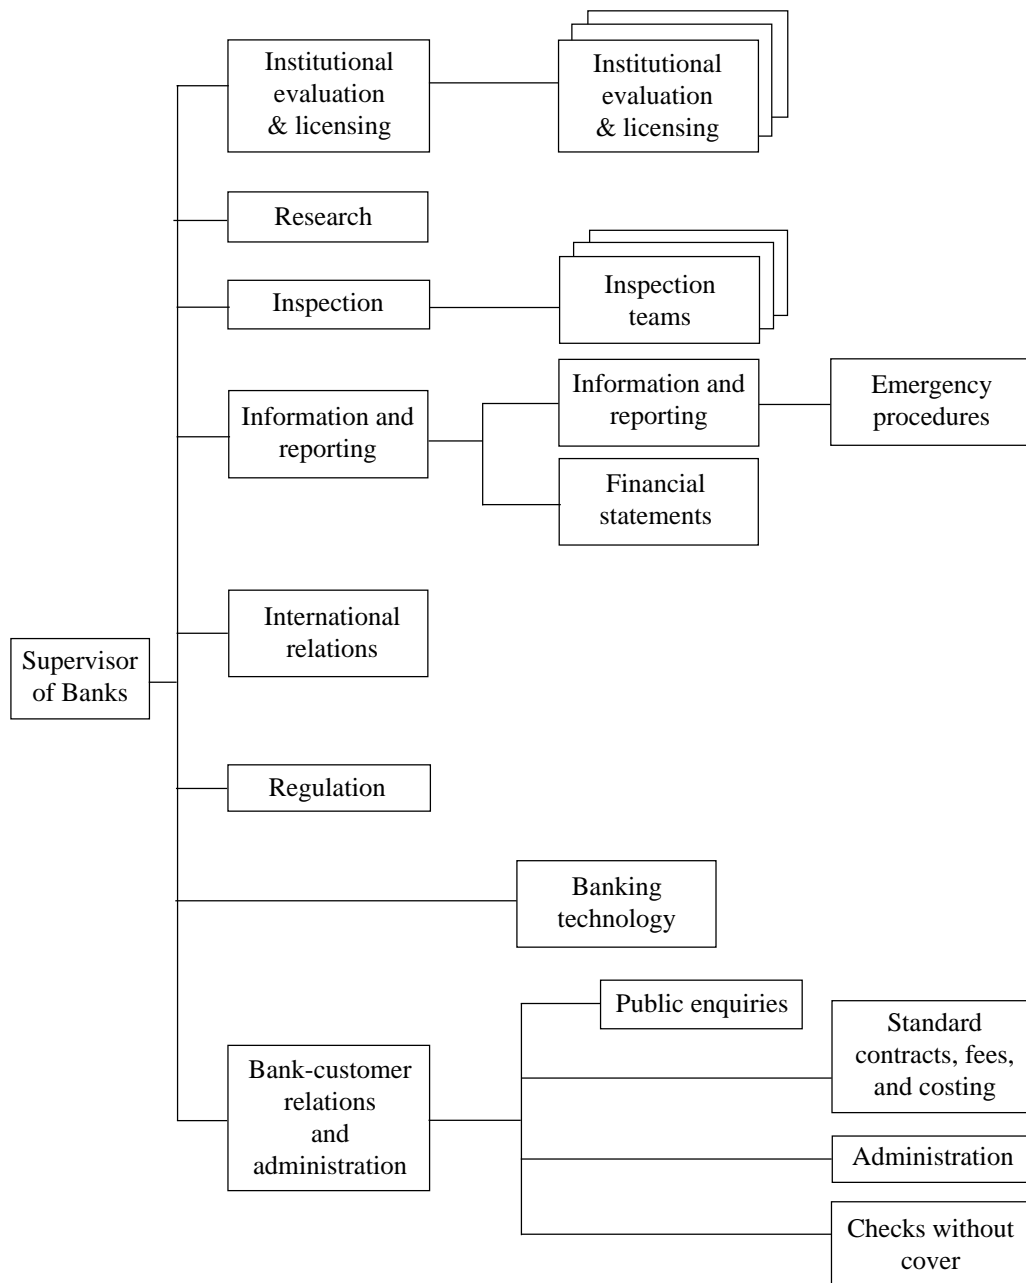 Institutional
evaluation
& licensing
Institutional
evaluation
& licensing
Research
Inspection
Inspection
teams
Information and
reporting
Information and
reporting
Emergency
procedures
Financial
statements
International
relations
Supervisor
of Banks
Regulation
Banking
technology
Public enquiries
Standard
contracts, fees,
and costing
Bank-customer
relations
and
administration
Administration
Checks without
cover